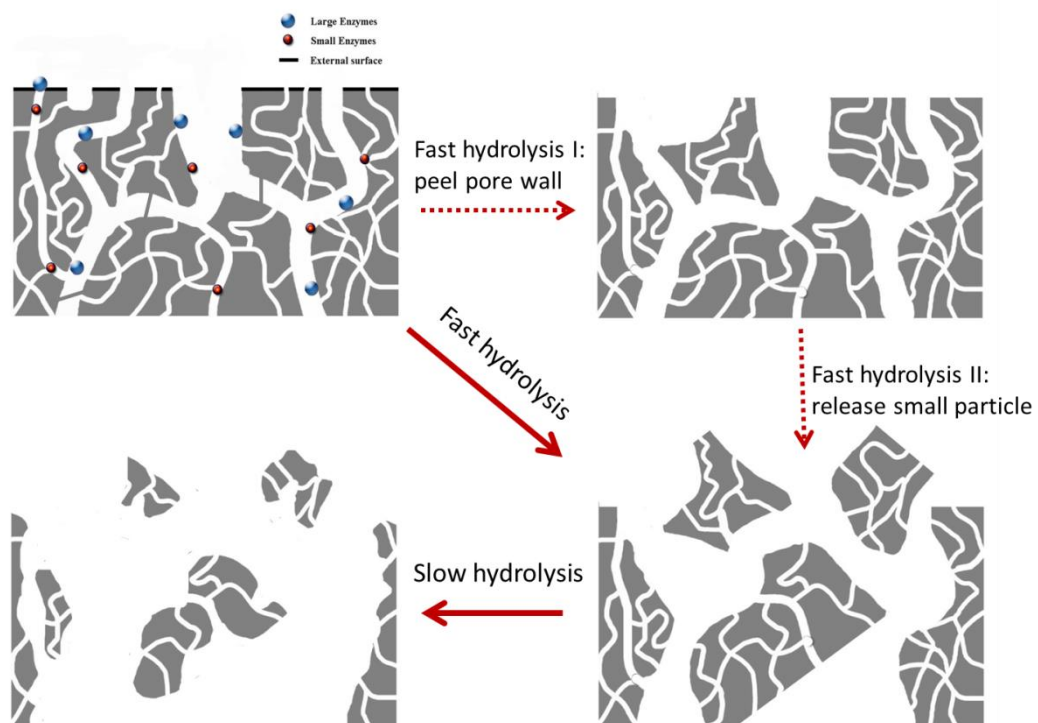 Large Enzymes
Small Enzymes
External surface
Fast hydrolysis I:
peel pore wall
Fast hydrolysis
Fast hydrolysis II:
release small particle
Slow hydrolysis